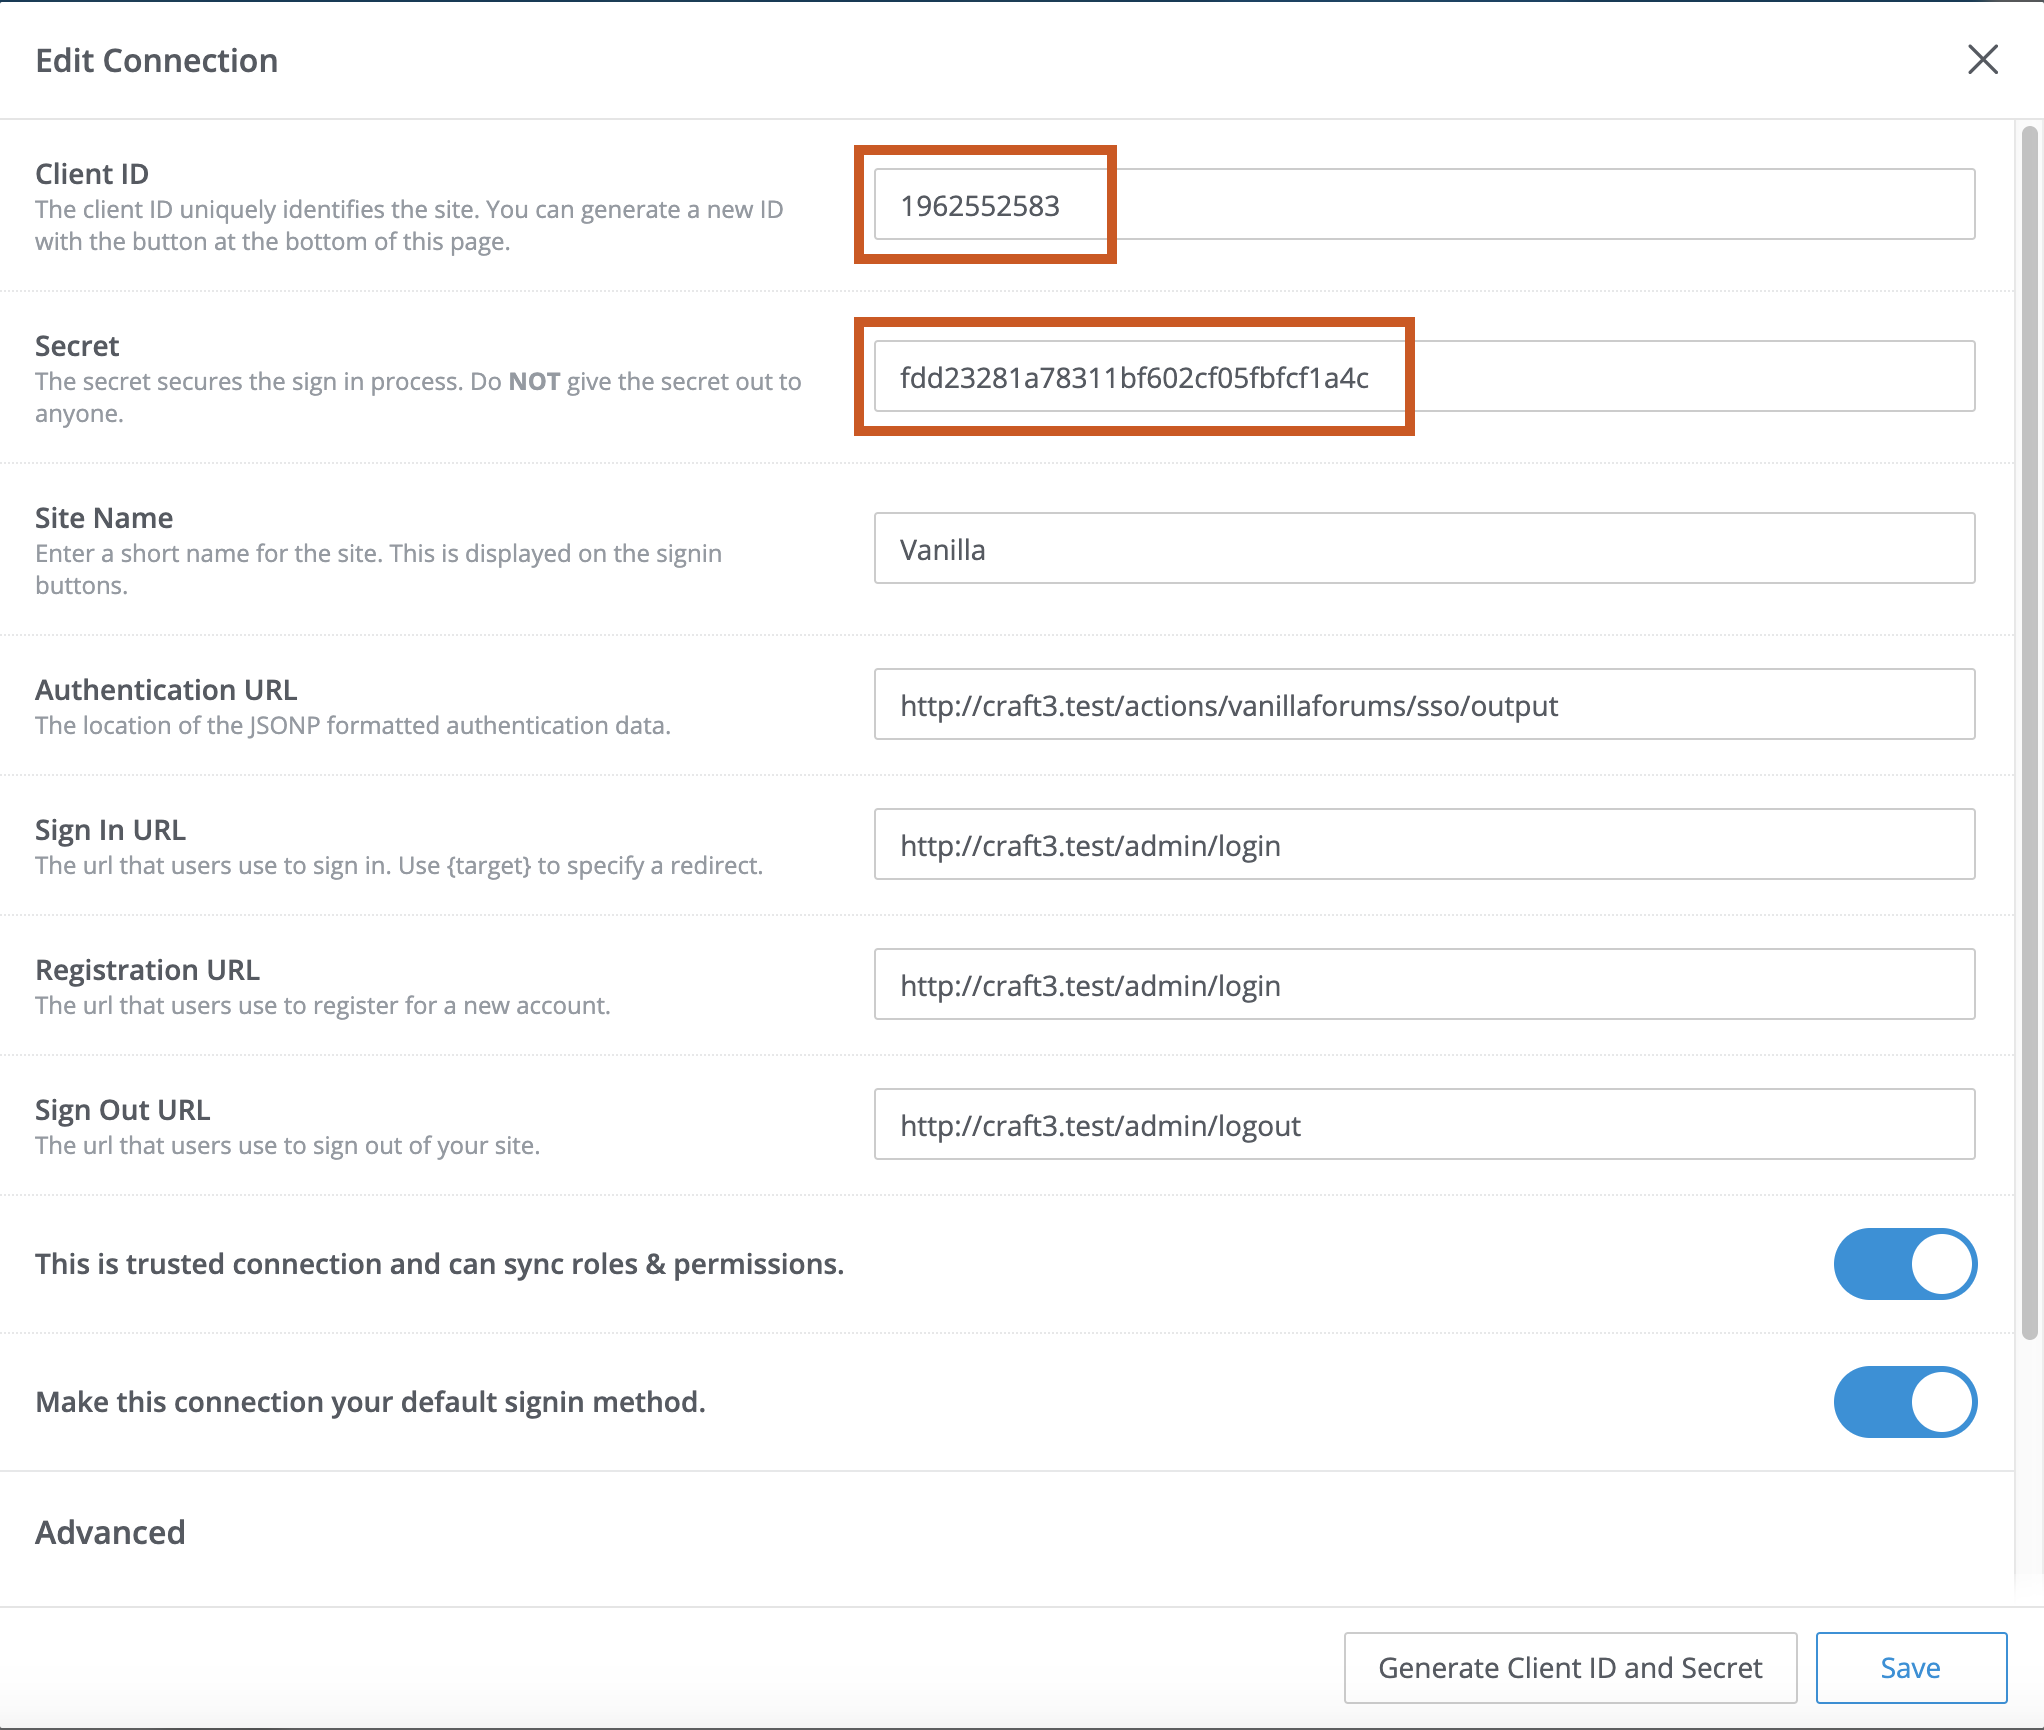 Edit Connection
Client ID
The client ID uniquely identifies the site. You can generate a new ID
with the button at the bottom of this page.
1962552583
Secret
The secret secures the sign in process. Do NOT give the secret out to
anyone.
fdd23281a78311bf602cf05fbfcf1a4c
Site Name
Enter a short name for the site. This is displayed on the signin
buttons.
Vanilla
Authentication URL
The location of the JSONP formatted authentication data.
http://craft3.test/actions/vanillaforums/sso/output
Sign In URL
The url that users use to sign in. Use {target} to specify a redirect.
http://craft3.test/admin/login
Registration URL
The url that users use to register for a new account.
http://craft3.test/admin/login
Sign Out URL
The url that users use to sign out of your site.
http://craft3.test/admin/logout
This is trusted connection and can sync roles & permissions.
Make this connection your default signin method.
Advanced
Generate Client ID and Secret
Save